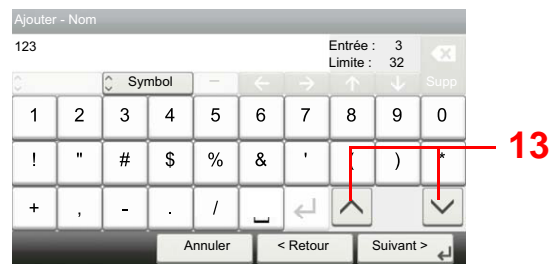 Ajouter - Nom
123
Entrée : 3
Limite : 32
Symbol
Supp
1 2 3 4 5 6 7 8 9 0
! " # $ % & ' ( ) *
+ , - . /
Annuler < Retour Suivant >
13